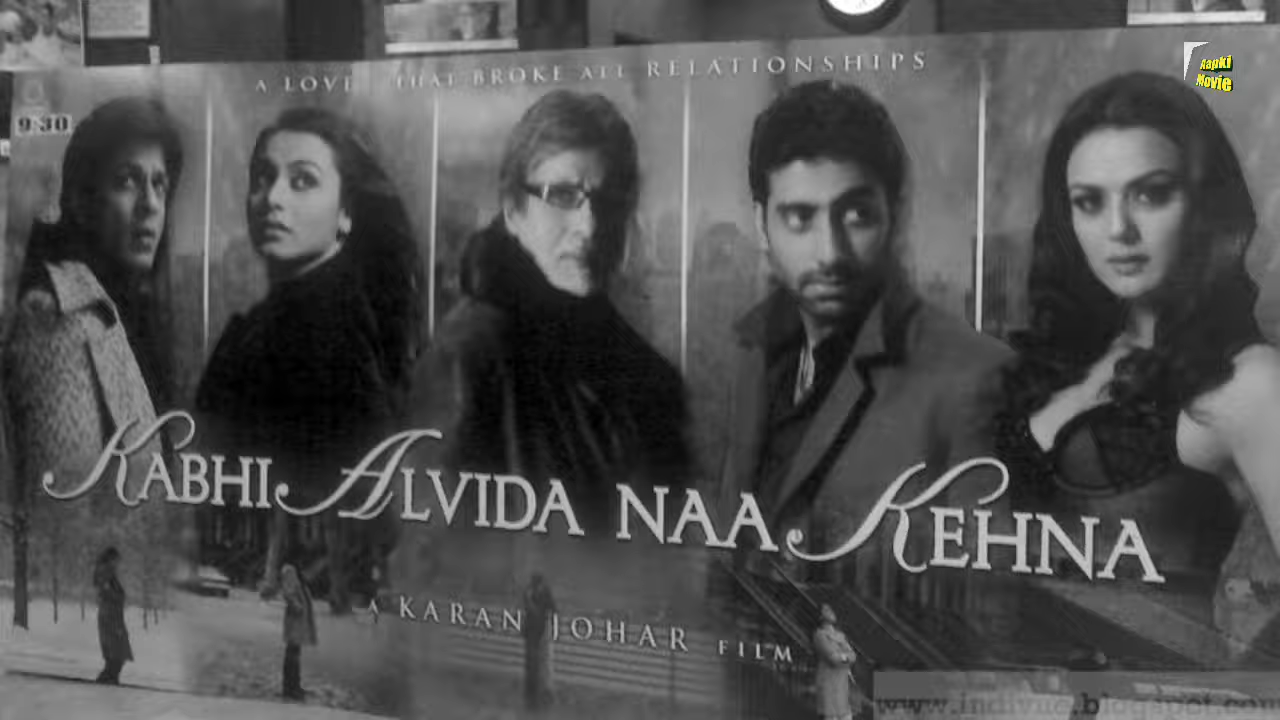 A LOVE THAT BROKE ALL RELATIONSHIPS
Aapki
Movie
9:30
KABHI ALVIDA NAA KEHNA
A KARAN JOHAR FILM